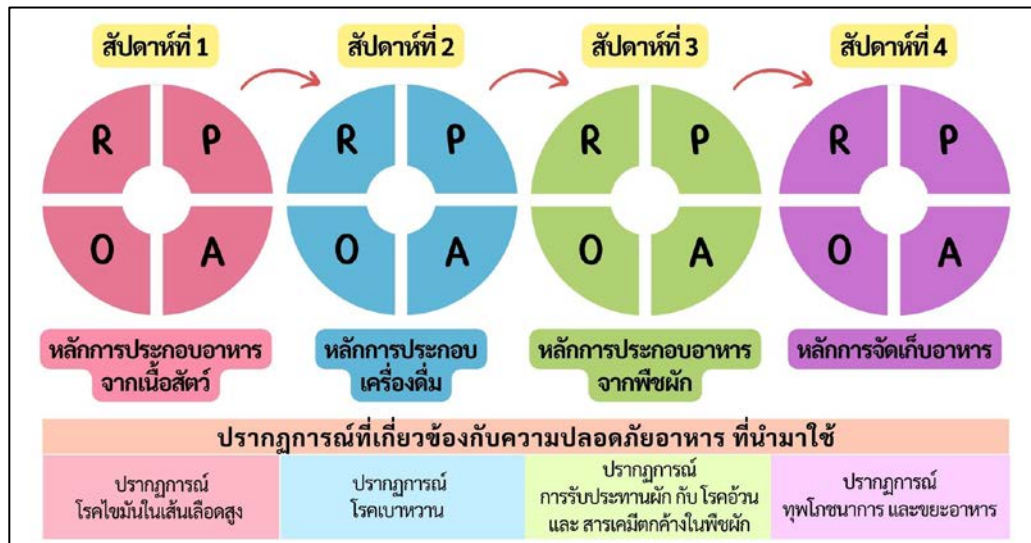 สัปดาห์ที่ 1
สัปดาห์ที่ 2
สัปดาห์ที่ 3
สัปดาห์ที่ 4
R P
O A
R P
O A
R P
O A
R P
O A
หลักการประกอบอาหาร
จากเนื้อสัตว์
หลักการประกอบ
เครื่องดื่ม
หลักการประกอบอาหาร
จากพืชผัก
หลักการจัดเก็บอาหาร
ปรากฏการณ์ที่เกี่ยวข้องกับความปลอดภัยอาหาร ที่นำมาใช้
ปรากฏการณ์
โรคไขมันในเส้นเลือดสูง
ปรากฏการณ์
โรคเบาหวาน
ปรากฏการณ์
การรับประทานผัก กับ โรคอ้วน
และ สารเคมีตกค้างในพืชผัก
ปรากฏการณ์
ทุพโภชนาการ และขยะอาหาร